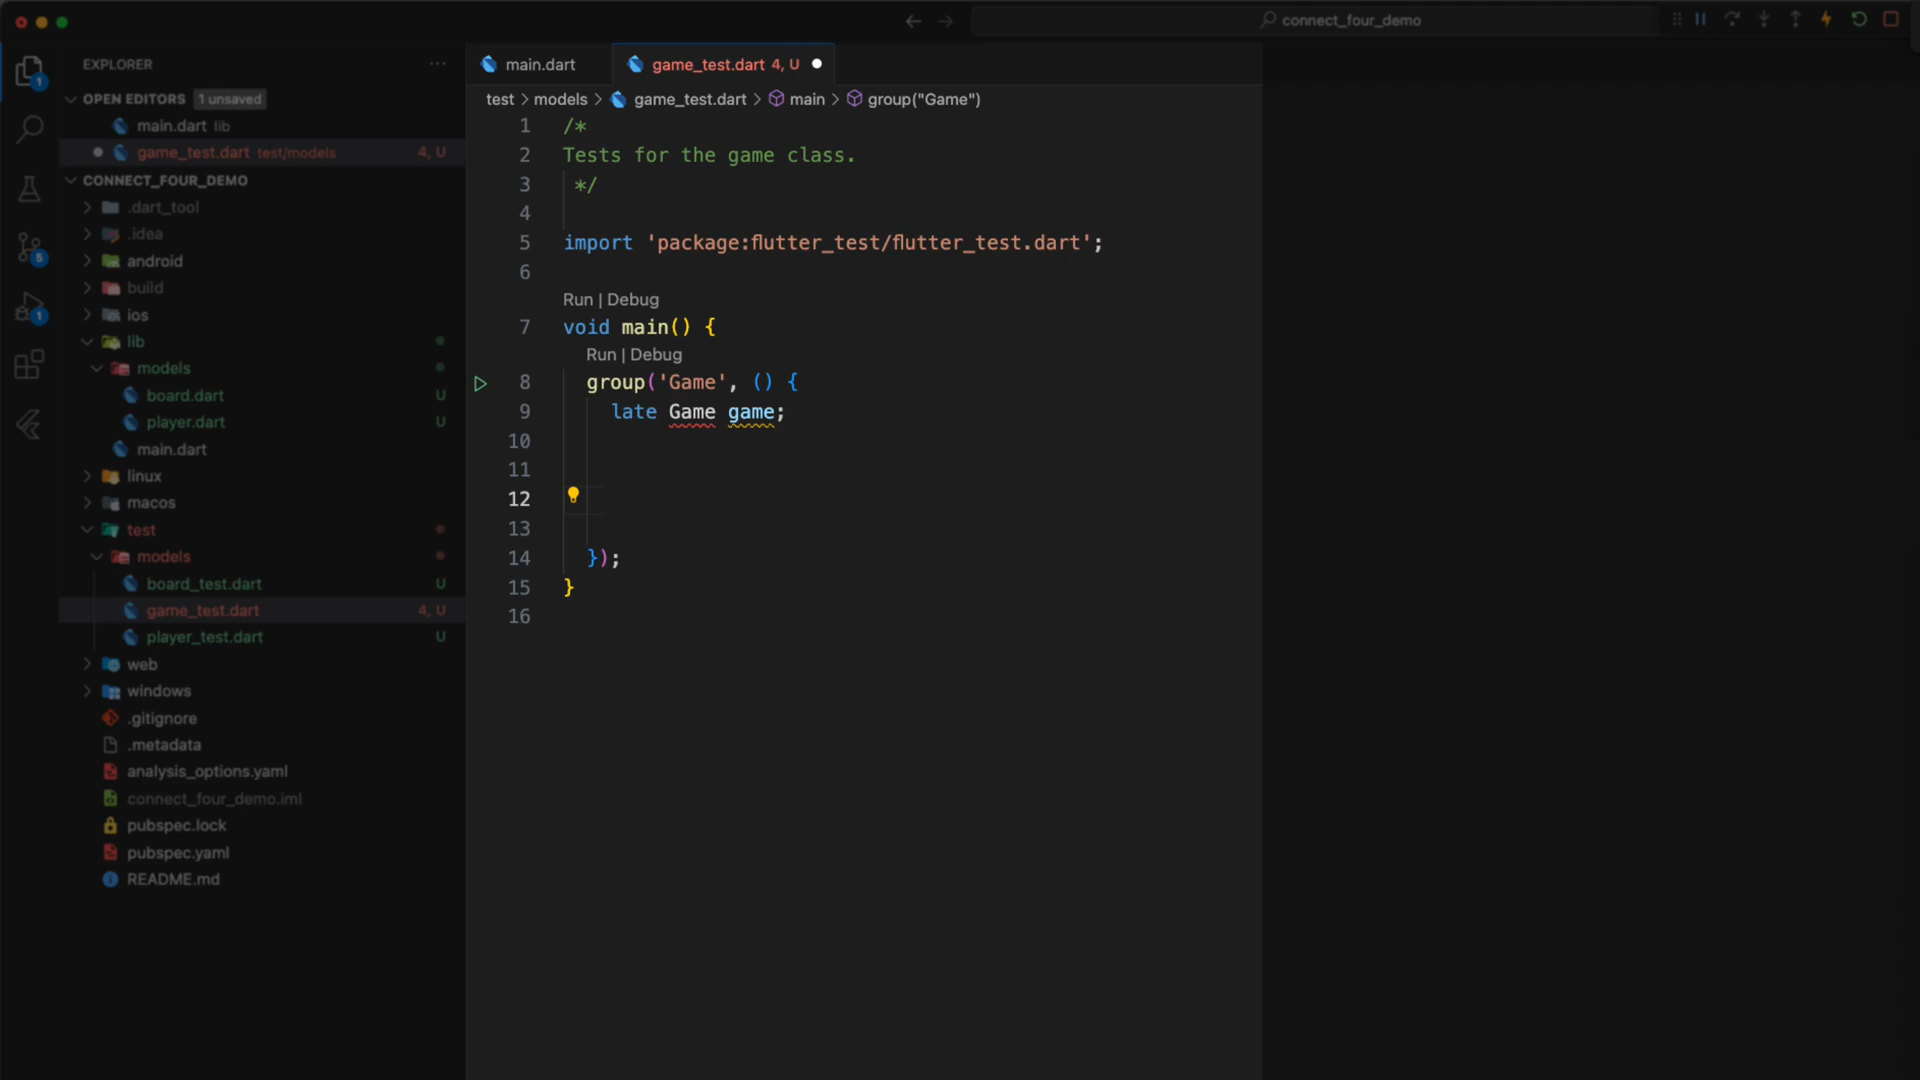 connect_four_demo
EXPLORER
OPEN EDITORS 1 unsaved
main.dart lib
game_test.dart test/models 4, U
CONNECT_FOUR_DEMO
.dart_tool
.idea
android
build
ios
lib
models
board.dart U
player.dart U
main.dart
linux
macos
test
models
board_test.dart U
game_test.dart 4, U
player_test.dart U
web
windows
.gitignore
.metadata
analysis_options.yaml
connect_four_demo.iml
pubspec.lock
pubspec.yaml
README.md
1
5
1
main.dart
game_test.dart 4, U
test > models > game_test.dart > main > group("Game")
1 /*
2 Tests for the game class.
3 */
4
5 import 'package:flutter_test/flutter_test.dart';
6
Run | Debug
7 void main() {
Run | Debug
8 group('Game', () {
9 late Game game;
10
11
12
13
14 });
15 }
16